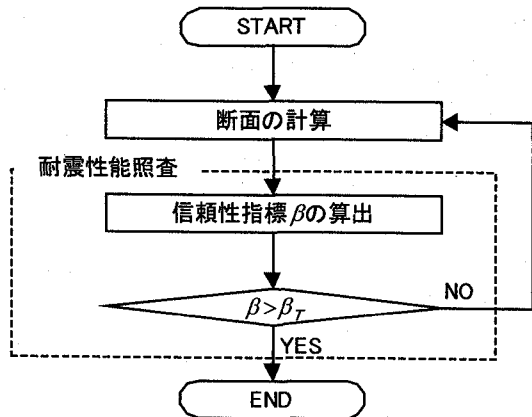 START
断面の計算
耐震性能照査
信頼性指標βの算出
β>β_T
NO
YES
END